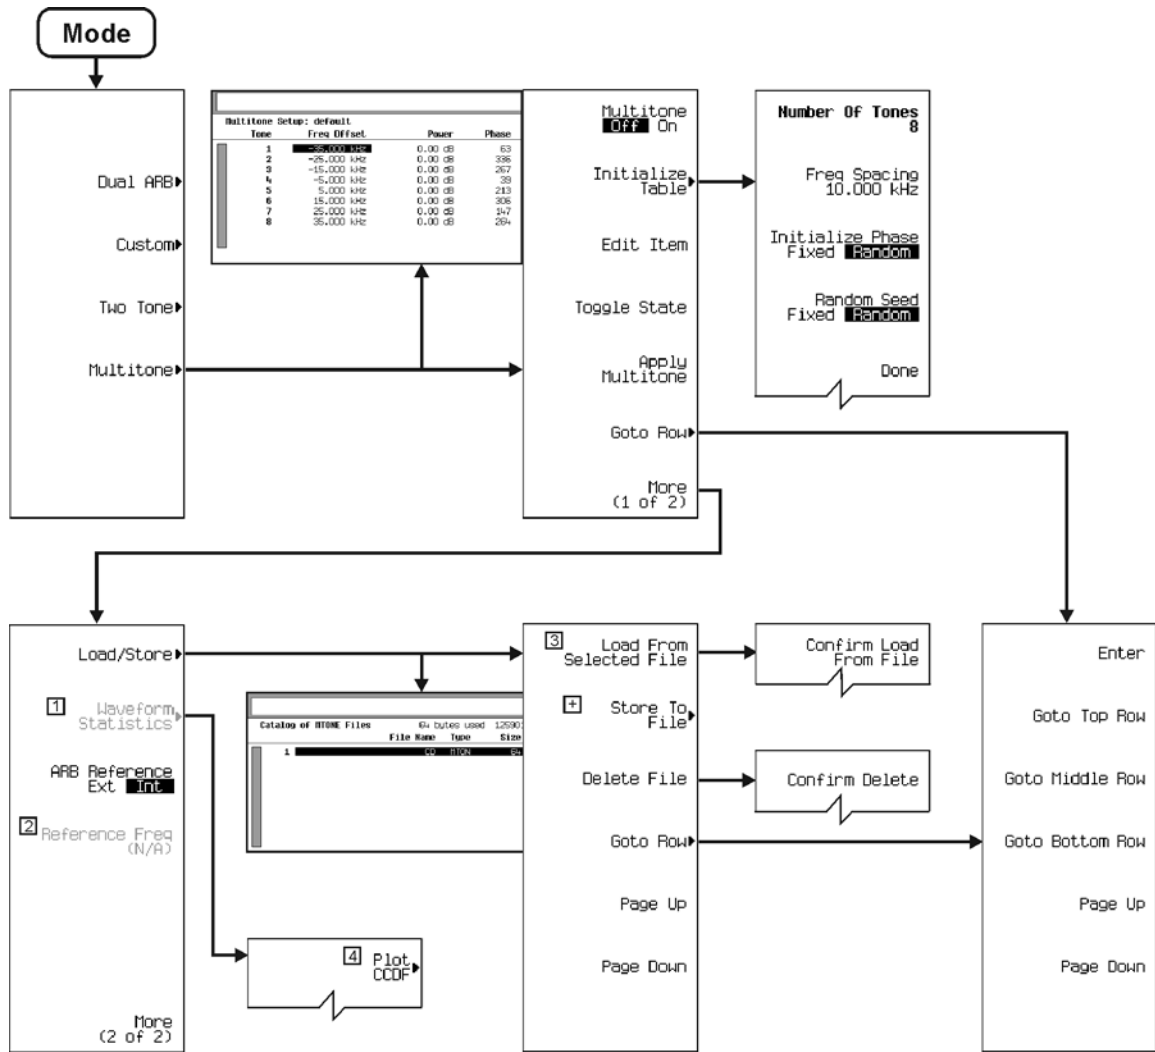 Mode
Dual ARB
Custom
Two Tone
Multitone
Multitone Setup: default
Tone Freq Offset Power Phase
1 -35.000 kHz 0.00 dB 63
2 -25.000 kHz 0.00 dB 336
3 -15.000 kHz 0.00 dB 267
4 -5.000 kHz 0.00 dB 39
5 5.000 kHz 0.00 dB 213
6 15.000 kHz 0.00 dB 306
7 25.000 kHz 0.00 dB 147
8 35.000 kHz 0.00 dB 264
Multitone
Off On
Initialize
Table
Edit Item
Toggle State
Apply
Multitone
Goto Row
More
(1 of 2)
Number Of Tones
8
Freq Spacing
10.000 kHz
Initialize Phase
Fixed Random
Random Seed
Fixed Random
Done
Load/Store
1 Waveform
Statistics
ARB Reference
Ext Int
2 Reference Freq
(N/A)
More
(2 of 2)
Catalog of MTONE Files 64 bytes used 12590
File Name Type Size
1 CD MTON 64
4 Plot
CCDF
3 Load From
Selected File
+ Store To
File
Delete File
Goto Row
Page Up
Page Down
Confirm Load
From File
Confirm Delete
Enter
Goto Top Row
Goto Middle Row
Goto Bottom Row
Page Up
Page Down